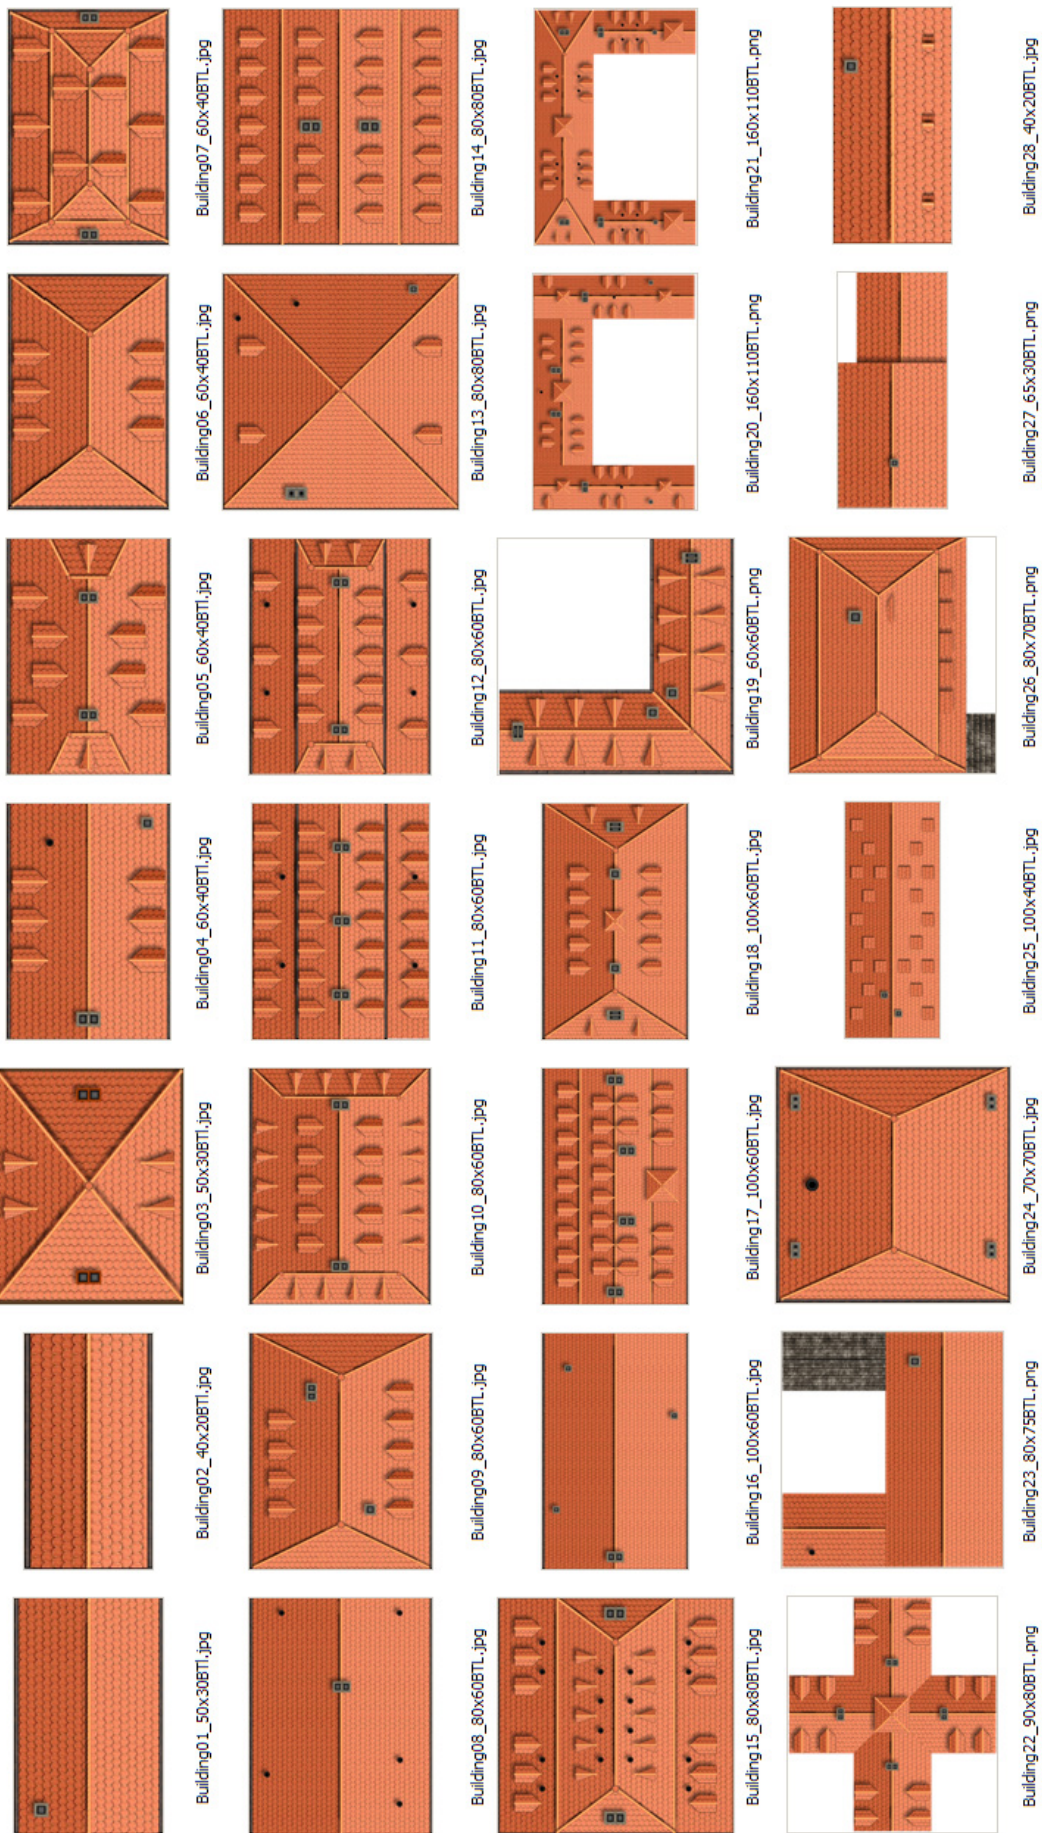 Building01_50x30BTl.jpg
Building02_40x20BTl.jpg
Building03_50x30BTl.jpg
Building04_60x40BTl.jpg
Building05_60x40BTl.jpg
Building06_60x40BTL.jpg
Building07_60x40BTL.jpg
Building08_80x60BTL.jpg
Building09_80x60BTL.jpg
Building10_80x60BTL.jpg
Building11_80x60BTL.jpg
Building12_80x60BTL.jpg
Building13_80x80BTL.jpg
Building14_80x80BTL.jpg
Building15_80x80BTL.jpg
Building16_100x60BTL.jpg
Building17_100x60BTL.jpg
Building18_100x60BTL.jpg
Building19_60x60BTL.png
Building20_160x110BTL.png
Building21_160x110BTL.png
Building22_90x80BTL.png
Building23_80x75BTL.png
Building24_70x70BTL.jpg
Building25_100x40BTL.jpg
Building26_80x70BTL.png
Building27_65x30BTL.png
Building28_40x20BTL.jpg